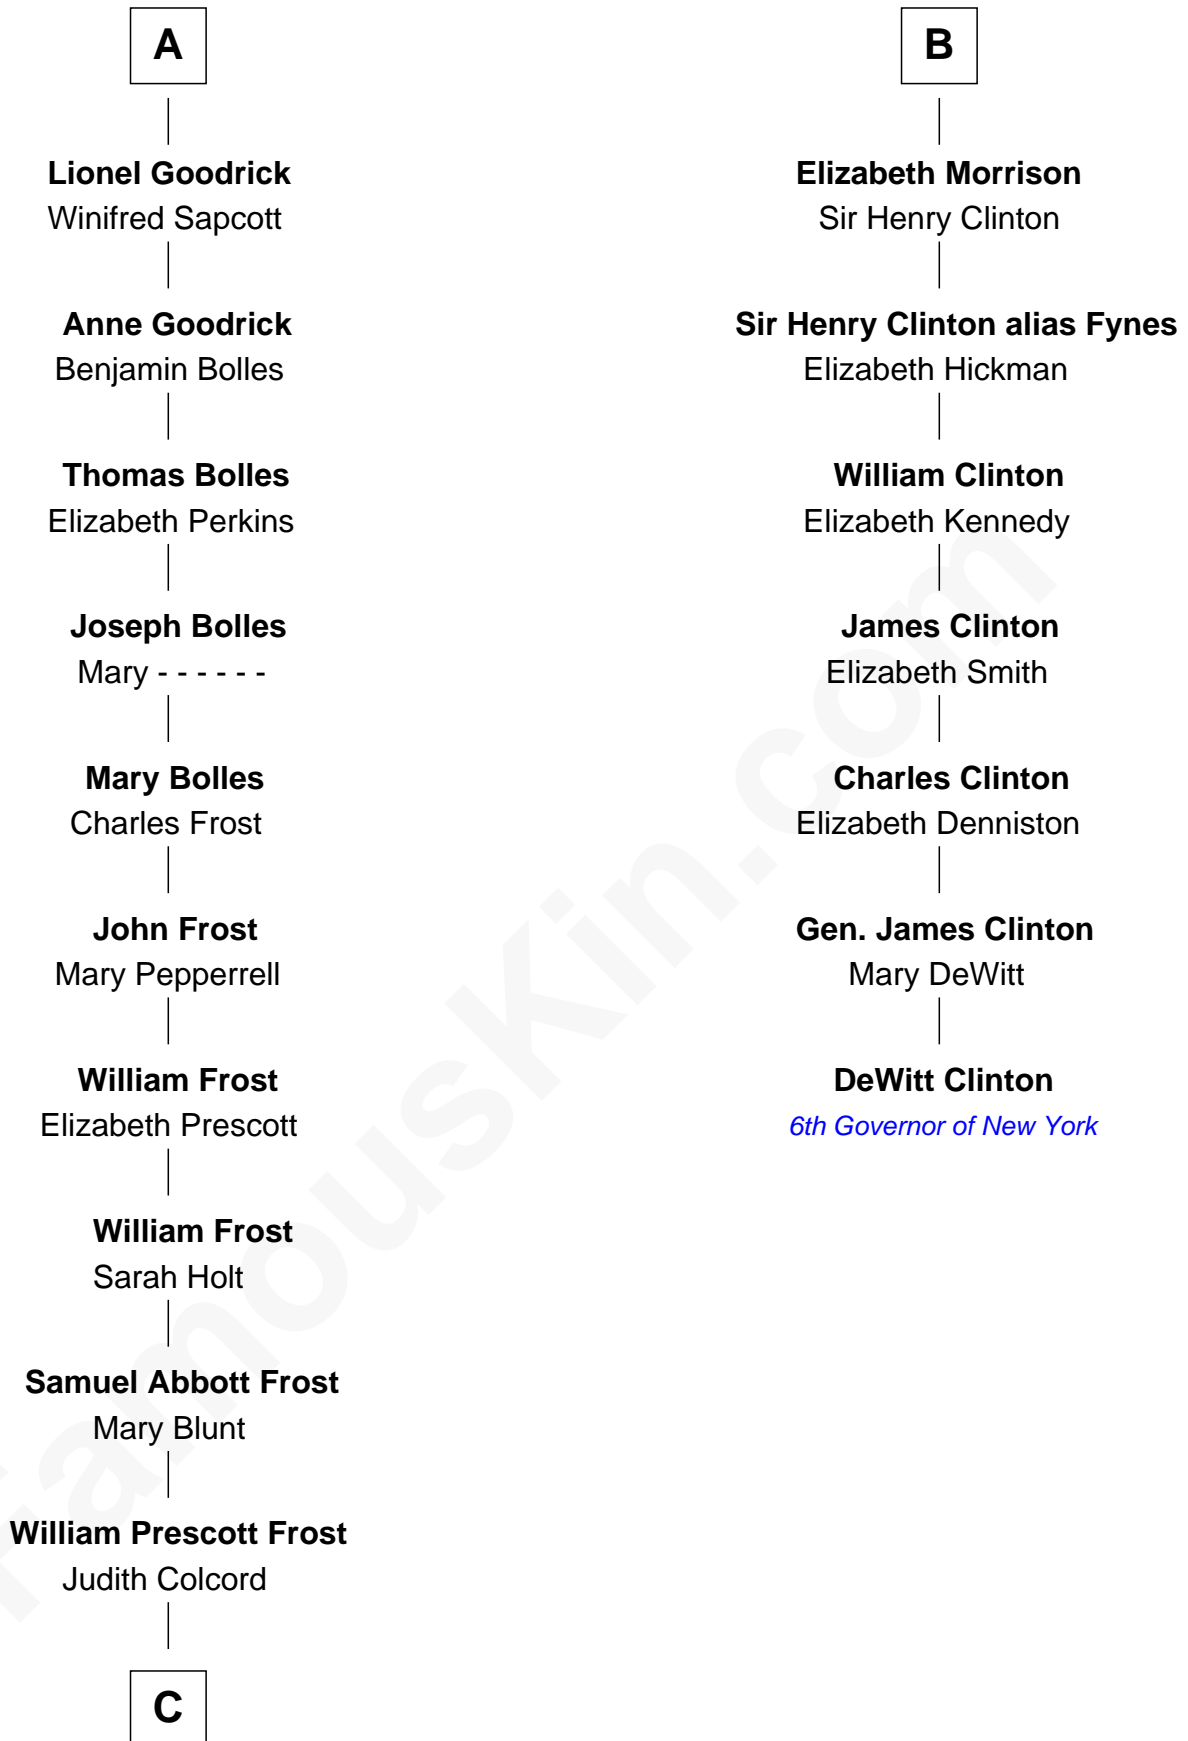 A
Lionel Goodrick
Winifred Sapcott
Anne Goodrick
Benjamin Bolles
Thomas Bolles
Elizabeth Perkins
Joseph Bolles
Mary - - - - - -
Mary Bolles
Charles Frost
John Frost
Mary Pepperrell
William Frost
Elizabeth Prescott
William Frost
Sarah Holt
Samuel Abbott Frost
Mary Blunt
William Prescott Frost
Judith Colcord
C
B
Elizabeth Morrison
Sir Henry Clinton
Sir Henry Clinton alias Fynes
Elizabeth Hickman
William Clinton
Elizabeth Kennedy
James Clinton
Elizabeth Smith
Charles Clinton
Elizabeth Denniston
Gen. James Clinton
Mary DeWitt
DeWitt Clinton
6th Governor of New York
FamousKin.com